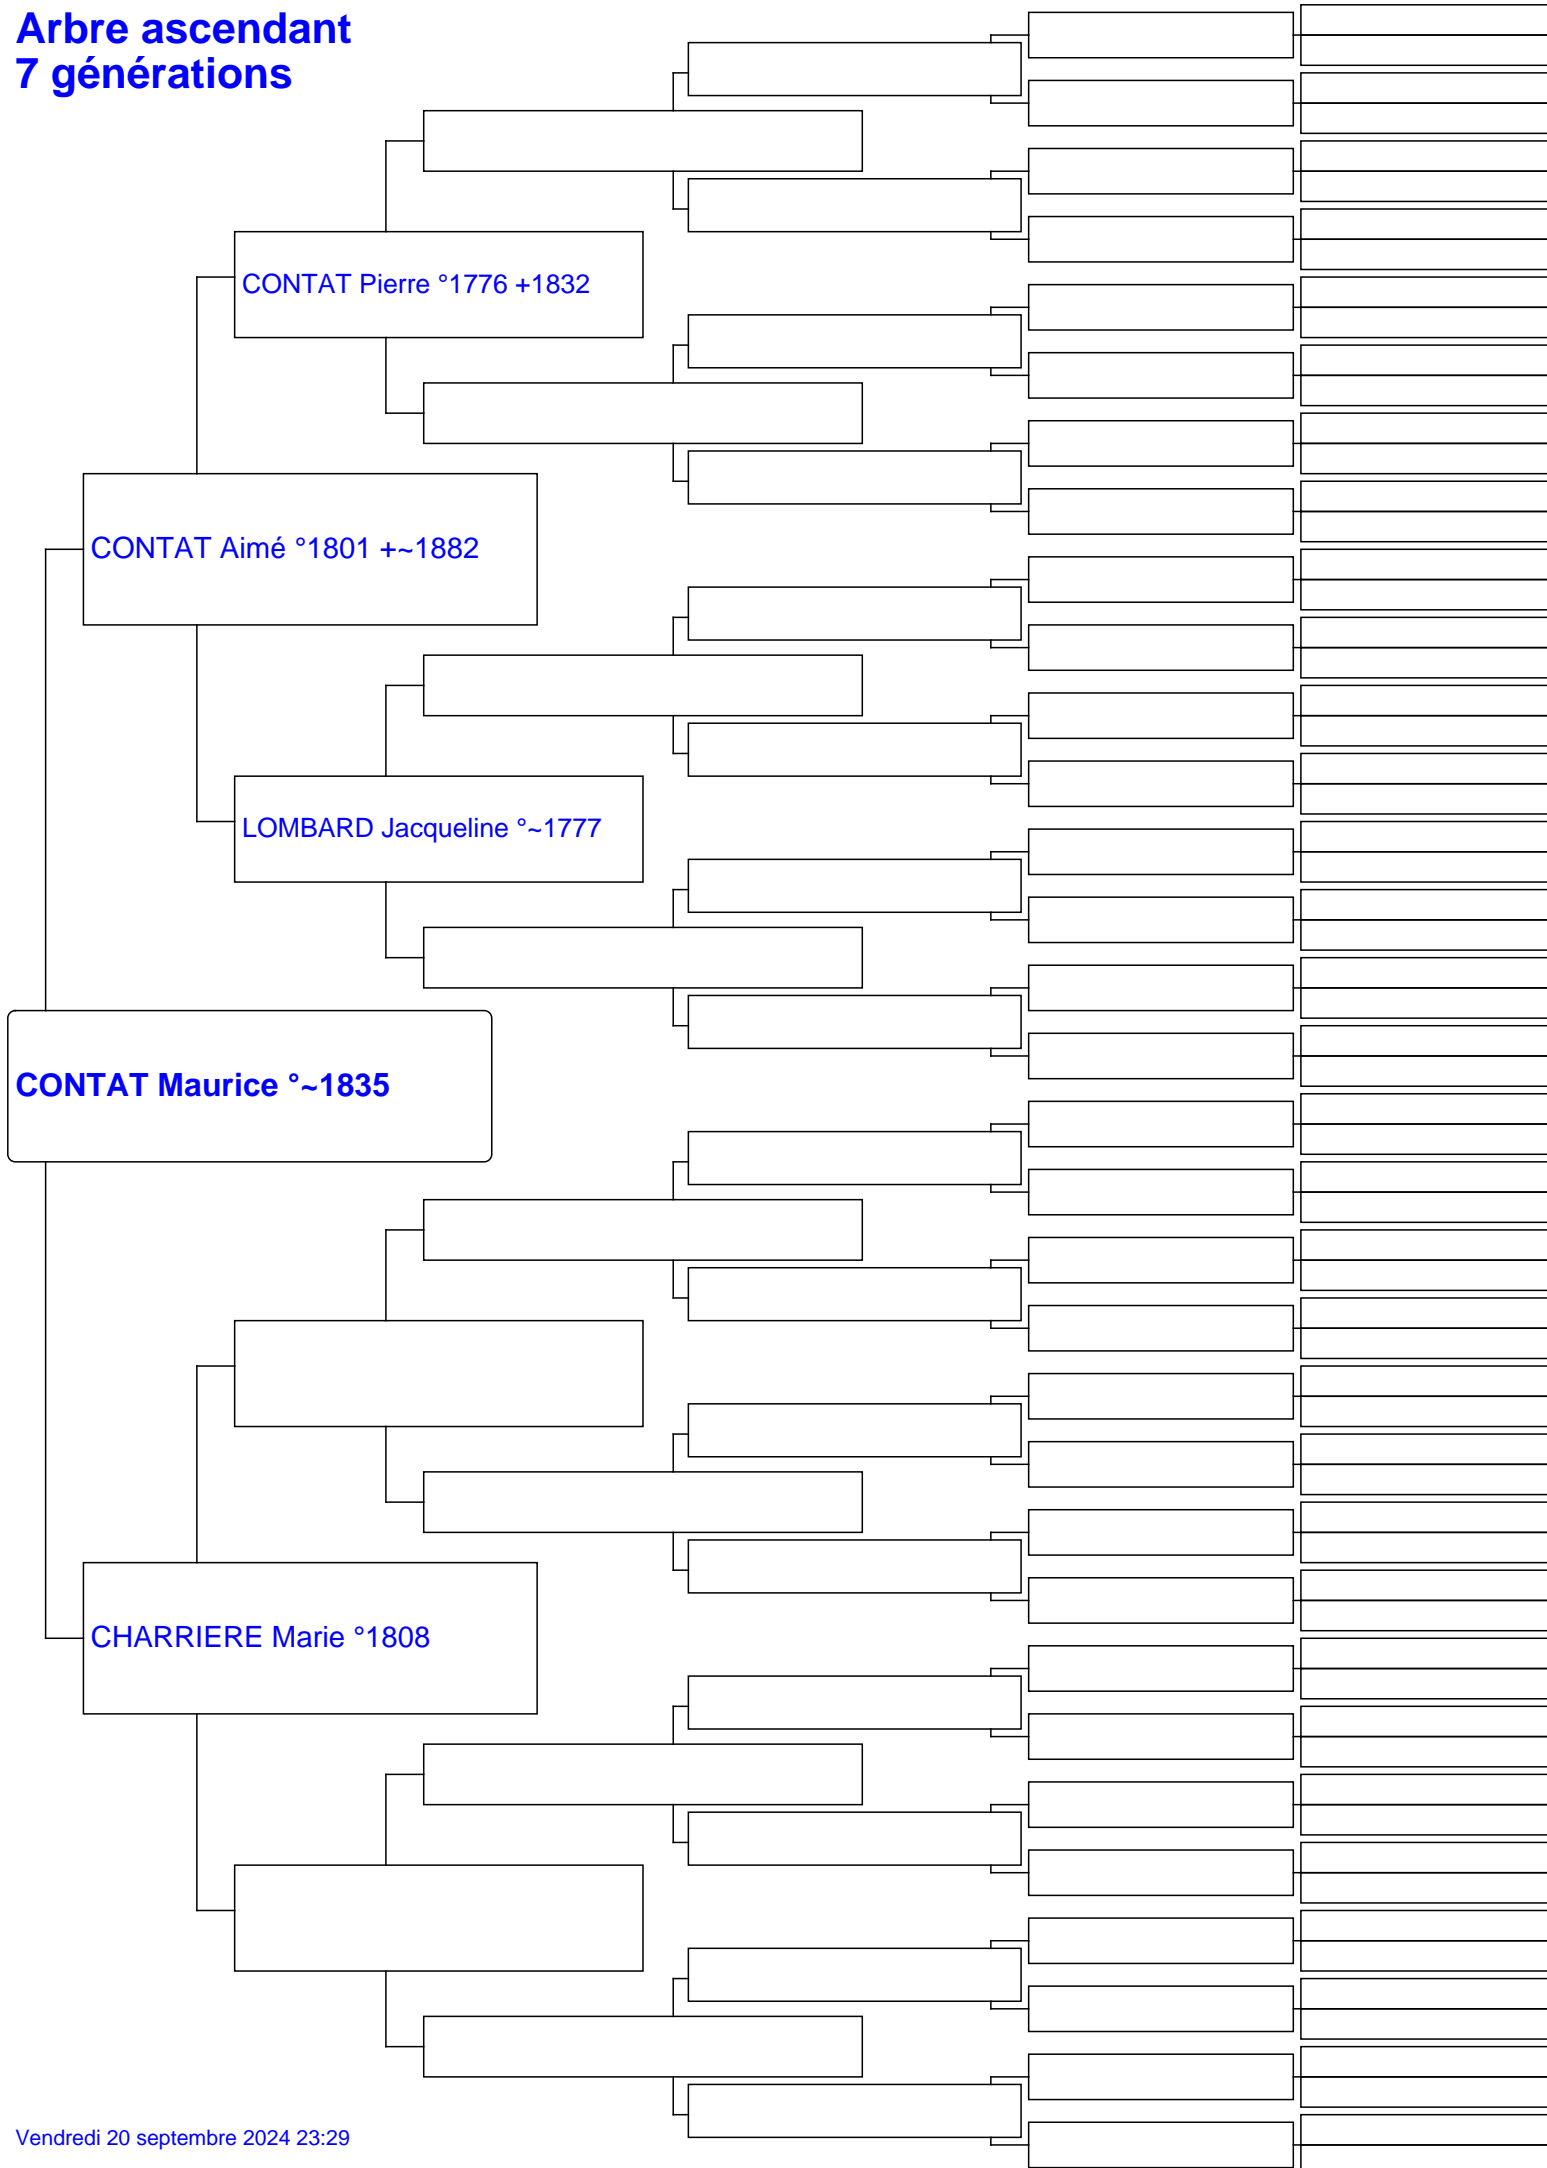 Arbre ascendant
7 générations
CONTAT Pierre °1776 +1832
CONTAT Aimé °1801 +~1882
LOMBARD Jacqueline °~1777
CONTAT Maurice °~1835
CHARRIERE Marie °1808
Vendredi 20 septembre 2024 23:29